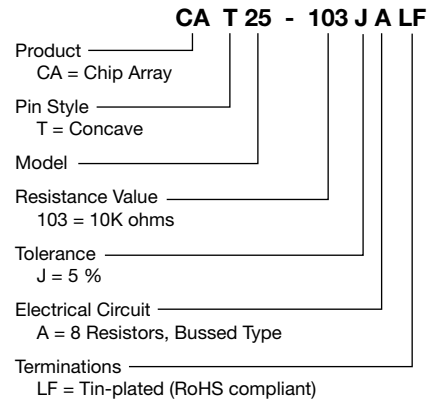 CA T 25 - 103 J A LF
Product
CA = Chip Array
Pin Style
T = Concave
Model
Resistance Value
103 = 10K ohms
Tolerance
J = 5 %
Electrical Circuit
A = 8 Resistors, Bussed Type
Terminations
LF = Tin-plated (RoHS compliant)